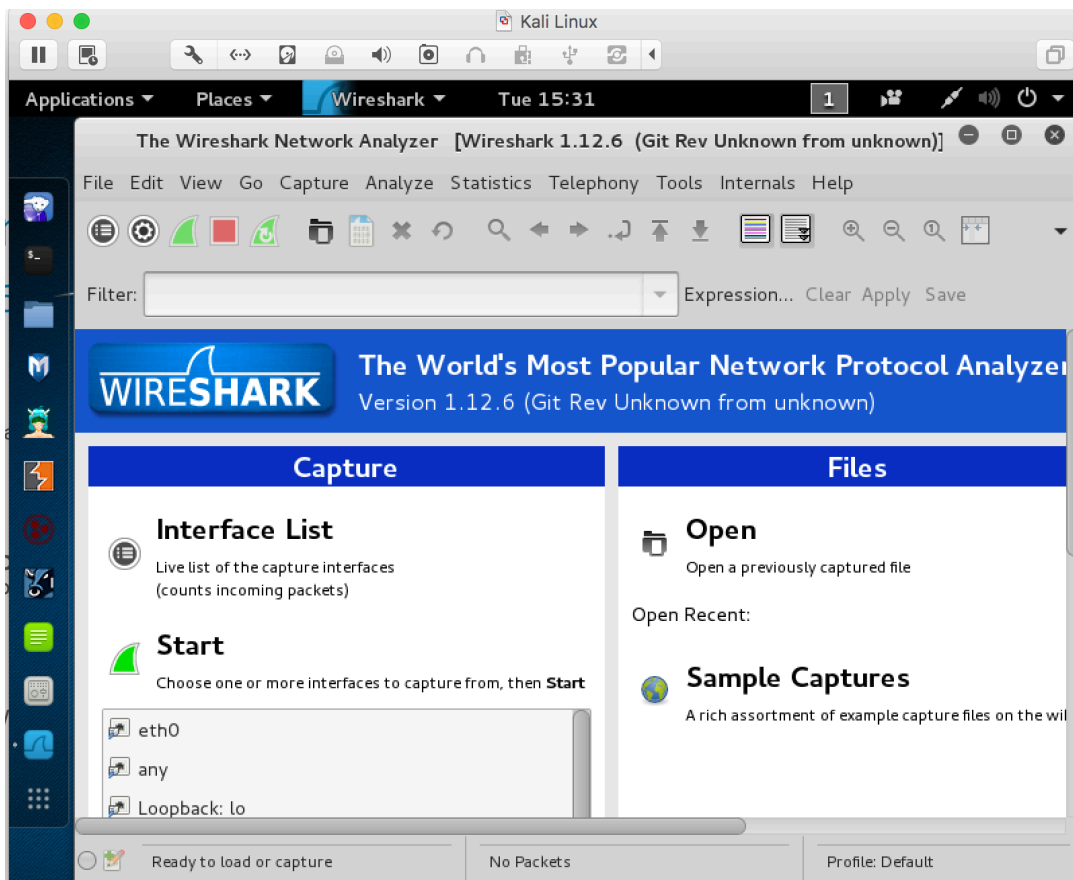 Kali Linux
Applications Places Wireshark Tue 15:31 1
The Wireshark Network Analyzer [Wireshark 1.12.6 (Git Rev Unknown from unknown)]
File Edit View Go Capture Analyze Statistics Telephony Tools Internals Help
Filter: Expression... Clear Apply Save
WIRESHARK
The World's Most Popular Network Protocol Analyzer
Version 1.12.6 (Git Rev Unknown from unknown)
Capture
Interface List
Live list of the capture interfaces
(counts incoming packets)
Start
Choose one or more interfaces to capture from, then Start
eth0
any
Loopback: lo
Files
Open
Open a previously captured file
Open Recent:
Sample Captures
A rich assortment of example capture files on the
Ready to load or capture No Packets Profile: Default